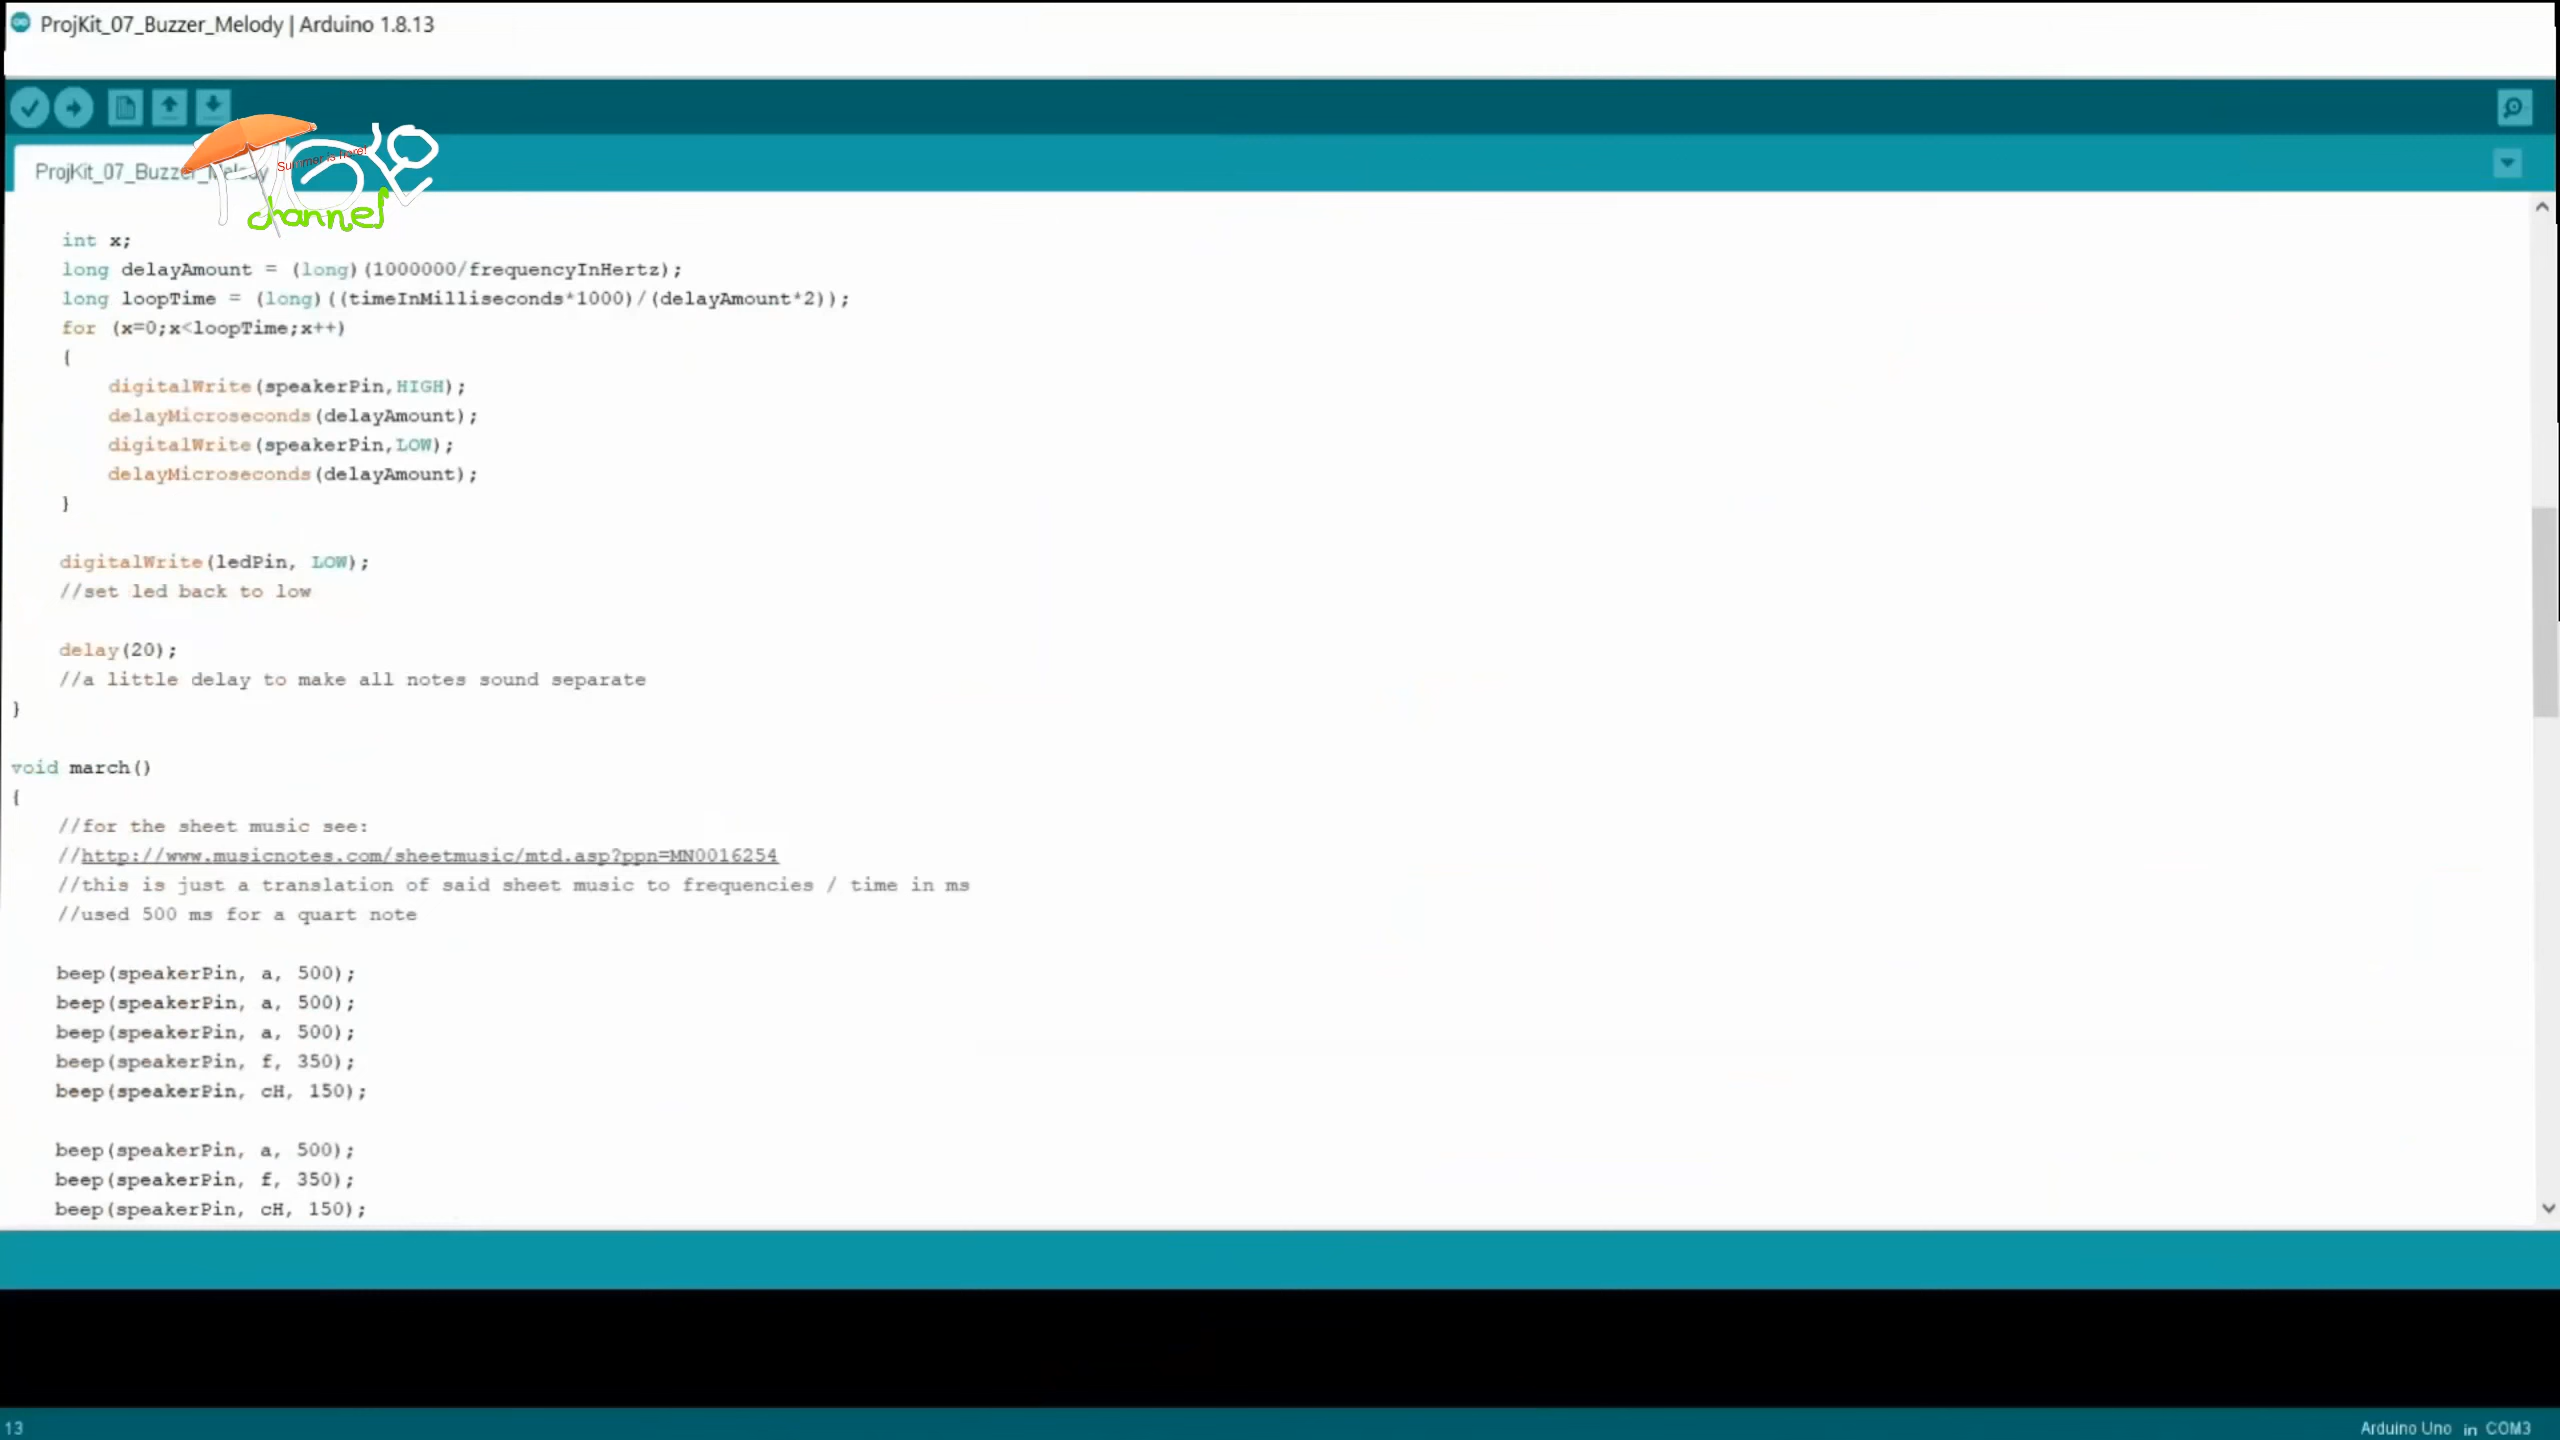 ProjKit_07_Buzzer_Melody | Arduino 1.8.13
ProjKit_07_Buzzer_Melody
Summer is here!
channel
int x;
long delayAmount = (long)(1000000/frequencyInHertz);
long loopTime = (long)((timeInMilliseconds*1000)/(delayAmount*2));
for (x=0;x<loopTime;x++)
{
digitalWrite(speakerPin,HIGH);
delayMicroseconds(delayAmount);
digitalWrite(speakerPin,LOW);
delayMicroseconds(delayAmount);
}
digitalWrite(ledPin, LOW);
//set led back to low
delay(20);
//a little delay to make all notes sound separate
}
void march()
{
//for the sheet music see:
//http://www.musicnotes.com/sheetmusic/mtd.asp?ppn=MN0016254
//this is just a translation of said sheet music to frequencies / time in ms
//used 500 ms for a quart note
beep(speakerPin, a, 500);
beep(speakerPin, a, 500);
beep(speakerPin, a, 500);
beep(speakerPin, f, 350);
beep(speakerPin, cH, 150);
beep(speakerPin, a, 500);
beep(speakerPin, f, 350);
beep(speakerPin, cH, 150);
13
Arduino Uno in COM3